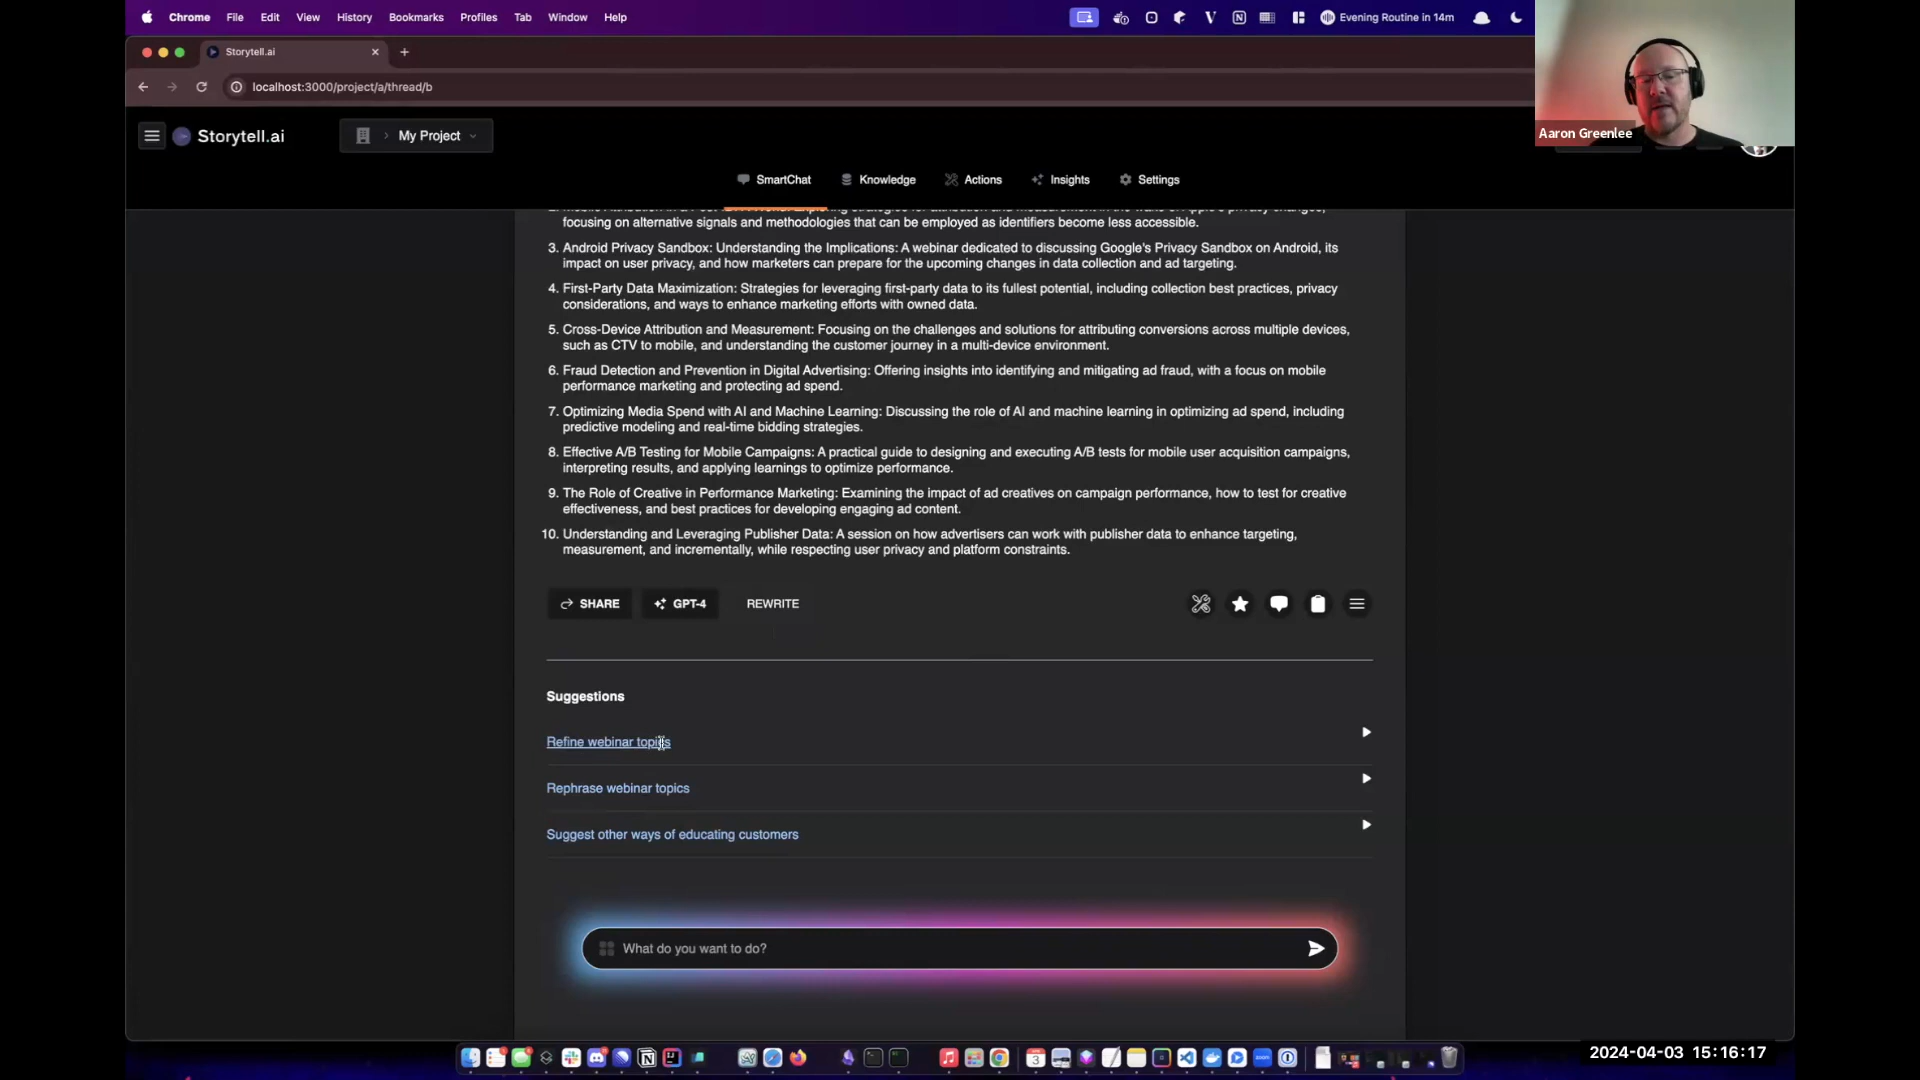 Chrome File Edit View History Bookmarks Profiles Tab Window Help
Evening Routine in 14m
Storytell.ai
localhost:3000/project/a/thread/b
Aaron Greenlee
Storytell.ai
My Project
SmartChat Knowledge Actions Insights Settings
focusing on alternative signals and methodologies that can be employed as identifiers become less accessible.
3. Android Privacy Sandbox: Understanding the Implications: A webinar dedicated to discussing Google's Privacy Sandbox on Android, its
impact on user privacy, and how marketers can prepare for the upcoming changes in data collection and ad targeting.
4. First-Party Data Maximization: Strategies for leveraging first-party data to its fullest potential, including collection best practices, privacy
considerations, and ways to enhance marketing efforts with owned data.
5. Cross-Device Attribution and Measurement: Focusing on the challenges and solutions for attributing conversions across multiple devices,
such as CTV to mobile, and understanding the customer journey in a multi-device environment.
6. Fraud Detection and Prevention in Digital Advertising: Offering insights into identifying and mitigating ad fraud, with a focus on mobile
performance marketing and protecting ad spend.
7. Optimizing Media Spend with AI and Machine Learning: Discussing the role of AI and machine learning in optimizing ad spend, including
predictive modeling and real-time bidding strategies.
8. Effective A/B Testing for Mobile Campaigns: A practical guide to designing and executing A/B tests for mobile user acquisition campaigns,
interpreting results, and applying learnings to optimize performance.
9. The Role of Creative in Performance Marketing: Examining the impact of ad creatives on campaign performance, how to test for creative
effectiveness, and best practices for developing engaging ad content.
10. Understanding and Leveraging Publisher Data: A session on how advertisers can work with publisher data to enhance targeting,
measurement, and incrementally, while respecting user privacy and platform constraints.
SHARE GPT-4 REWRITE
Suggestions
Refine webinar topics
Rephrase webinar topics
Suggest other ways of educating customers
What do you want to do?
2024-04-03 15:16:17